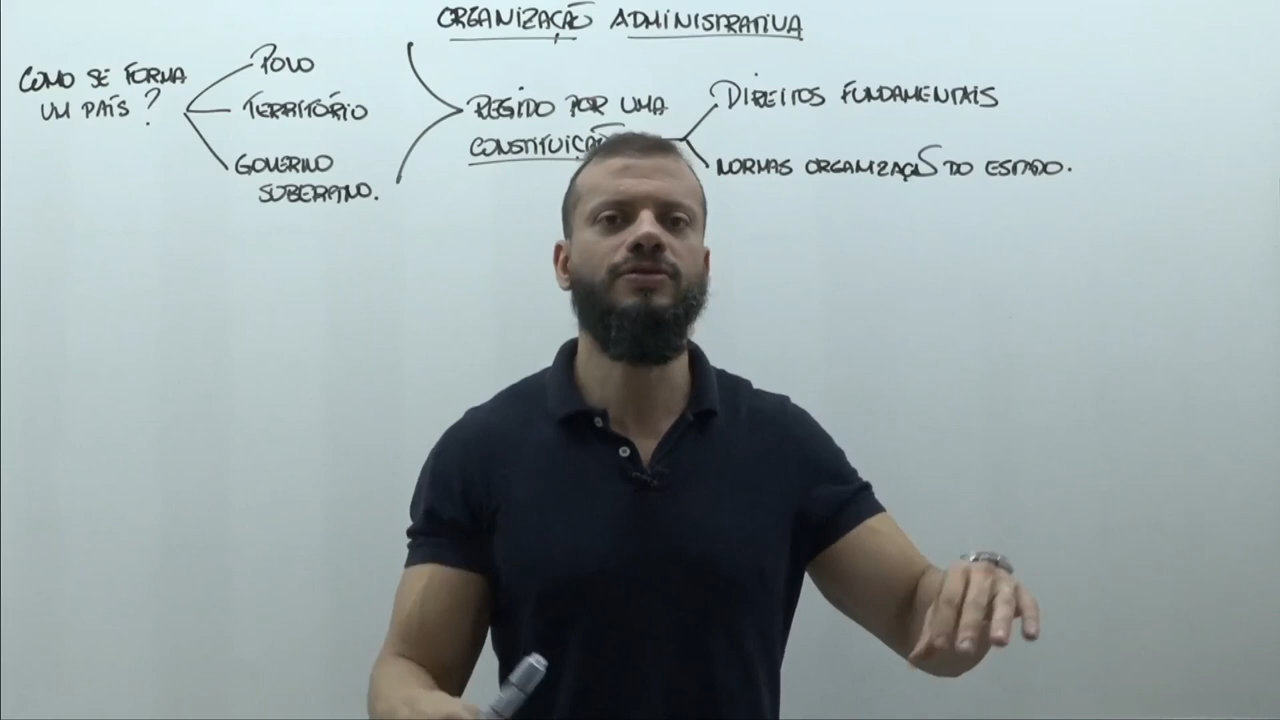 ORGANIZAÇÃO ADMINISTRATIVA
COMO SE FORMA
UM PAÍS?
POVO
TERRITÓRIO
GOVERNO
SOBERANO.
REGIDO POR UMA
CONSTITUIÇÃO
DIREITOS FUNDAMENTAIS
NORMAS ORGANIZAÇÃO DO ESTADO.